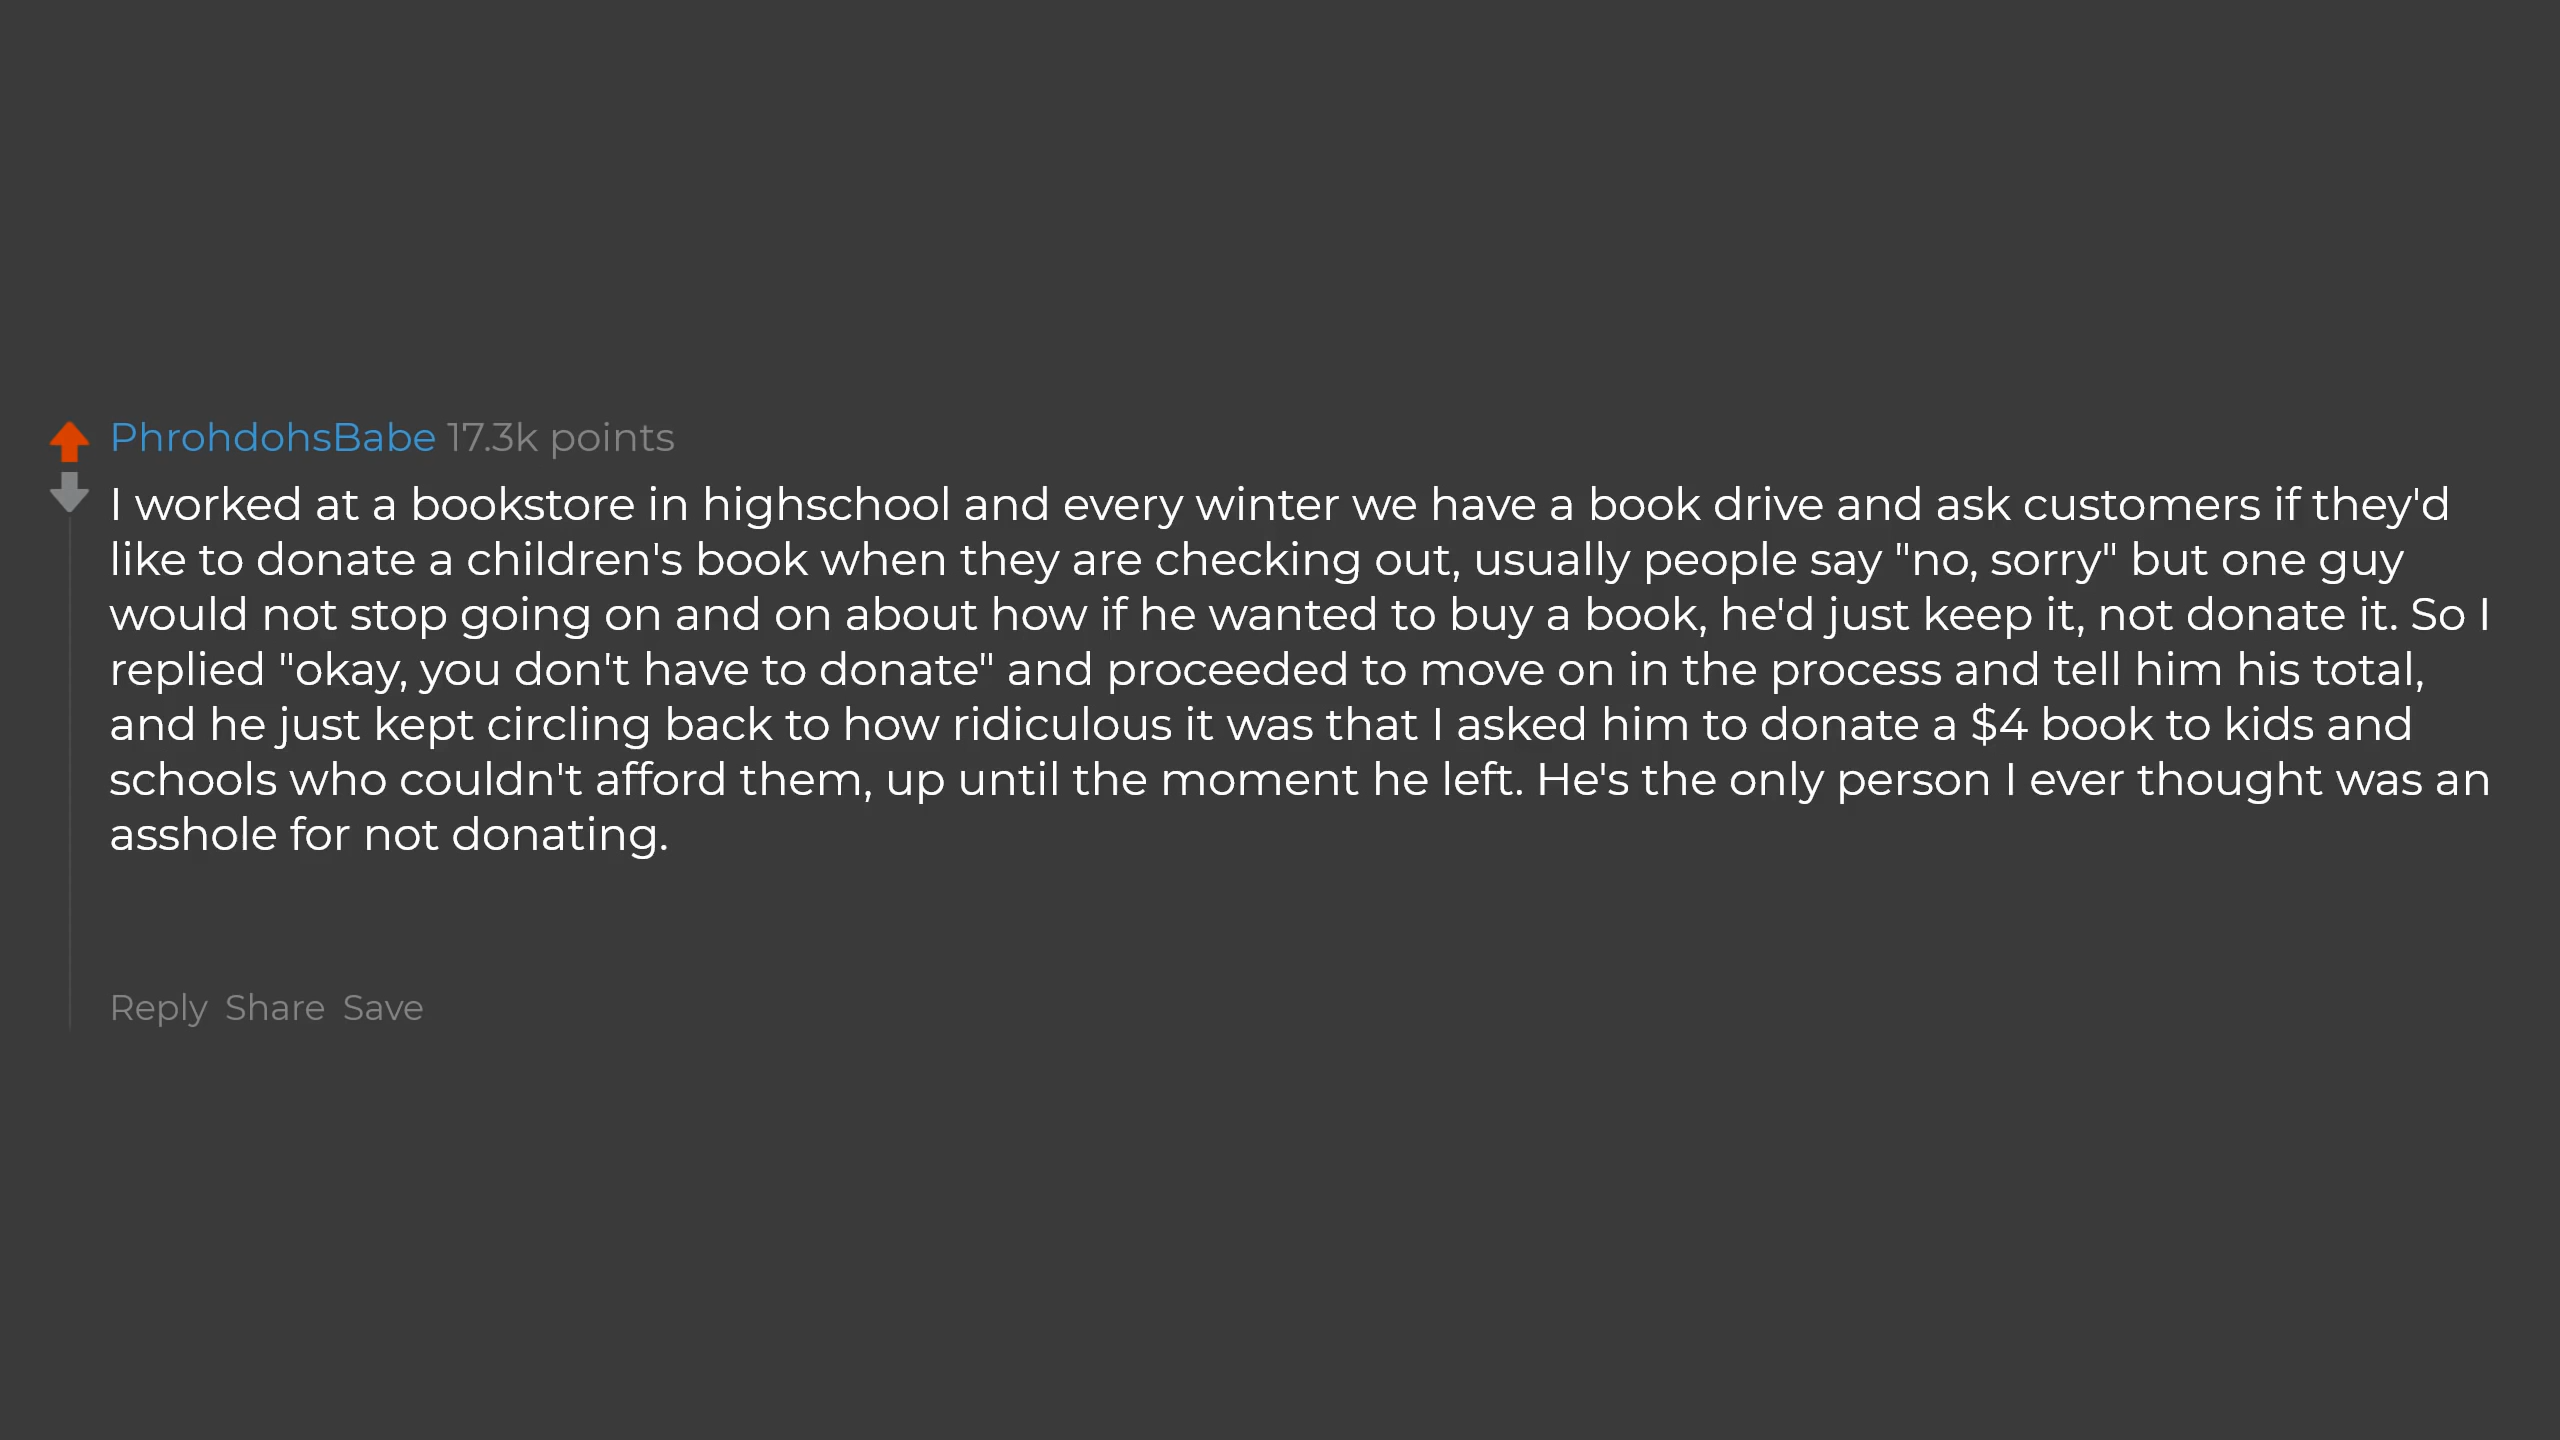 PhrohdohsBabe 17.3k points
I worked at a bookstore in highschool and every winter we have a book drive and ask customers if they'd
like to donate a children's book when they are checking out, usually people say "no, sorry" but one guy
would not stop going on and on about how if he wanted to buy a book, he'd just keep it, not donate it. So I
replied "okay, you don't have to donate" and proceeded to move on in the process and tell him his total,
and he just kept circling back to how ridiculous it was that I asked him to donate a $4 book to kids and
schools who couldn't afford them, up until the moment he left. He's the only person I ever thought was an
asshole for not donating.
Reply Share Save